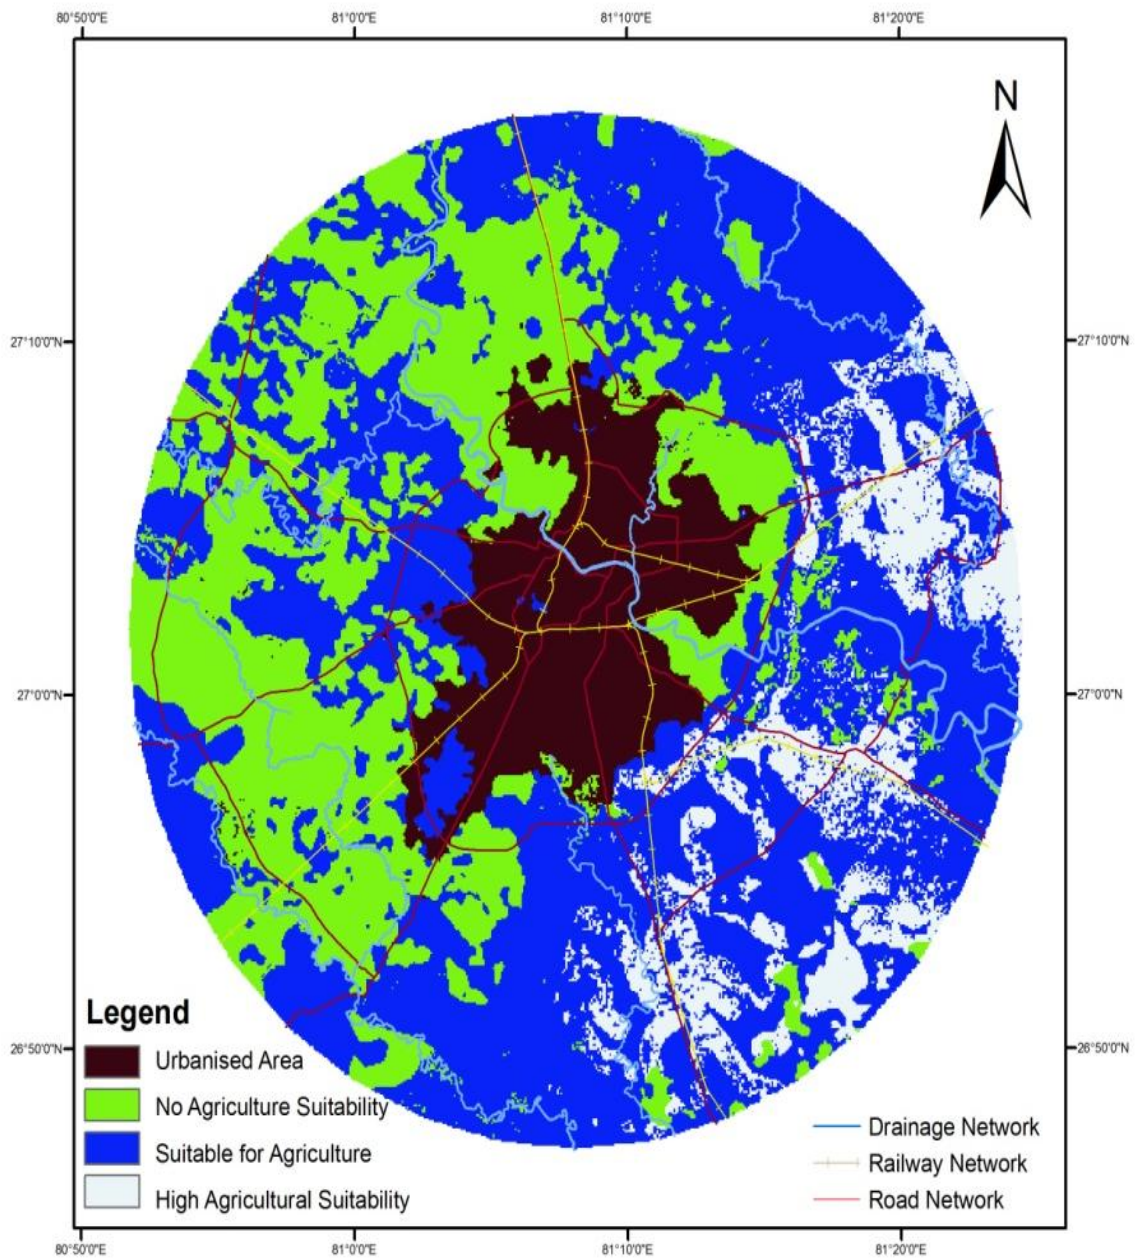 80°50'0"E 81°0'0"E 81°10'0"E 81°20'0"E
N
27°10'0"N 27°10'0"N
27°0'0"N 27°0'0"N
26°50'0"N 26°50'0"N
Legend
Urbanised Area
No Agriculture Suitability
Suitable for Agriculture
High Agricultural Suitability
Drainage Network
Railway Network
Road Network
80°50'0"E 81°0'0"E 81°10'0"E 81°20'0"E